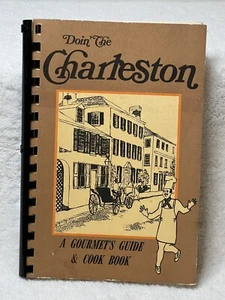 Doin' The
Charleston
A GOURMET'S GUIDE
& COOK BOOK